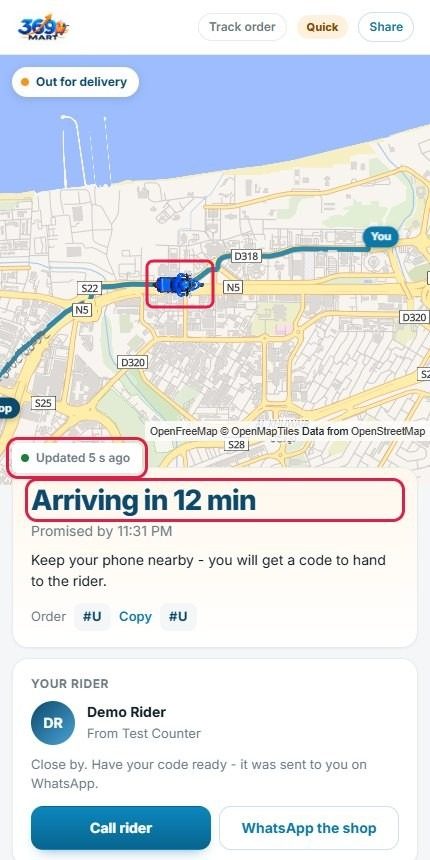 369
MART
Track order
Quick
Share
Out for delivery
You
D318
S22
N5
N5
D320
D320
S25
OpenFreeMap © OpenMapTiles Data from OpenStreetMap
S28
Updated 5 s ago
Arriving in 12 min
Promised by 11:31 PM
Keep your phone nearby - you will get a code to hand
to the rider.
Order #U Copy #U
YOUR RIDER
DR
Demo Rider
From Test Counter
Close by. Have your code ready - it was sent to you on
WhatsApp.
Call rider
WhatsApp the shop